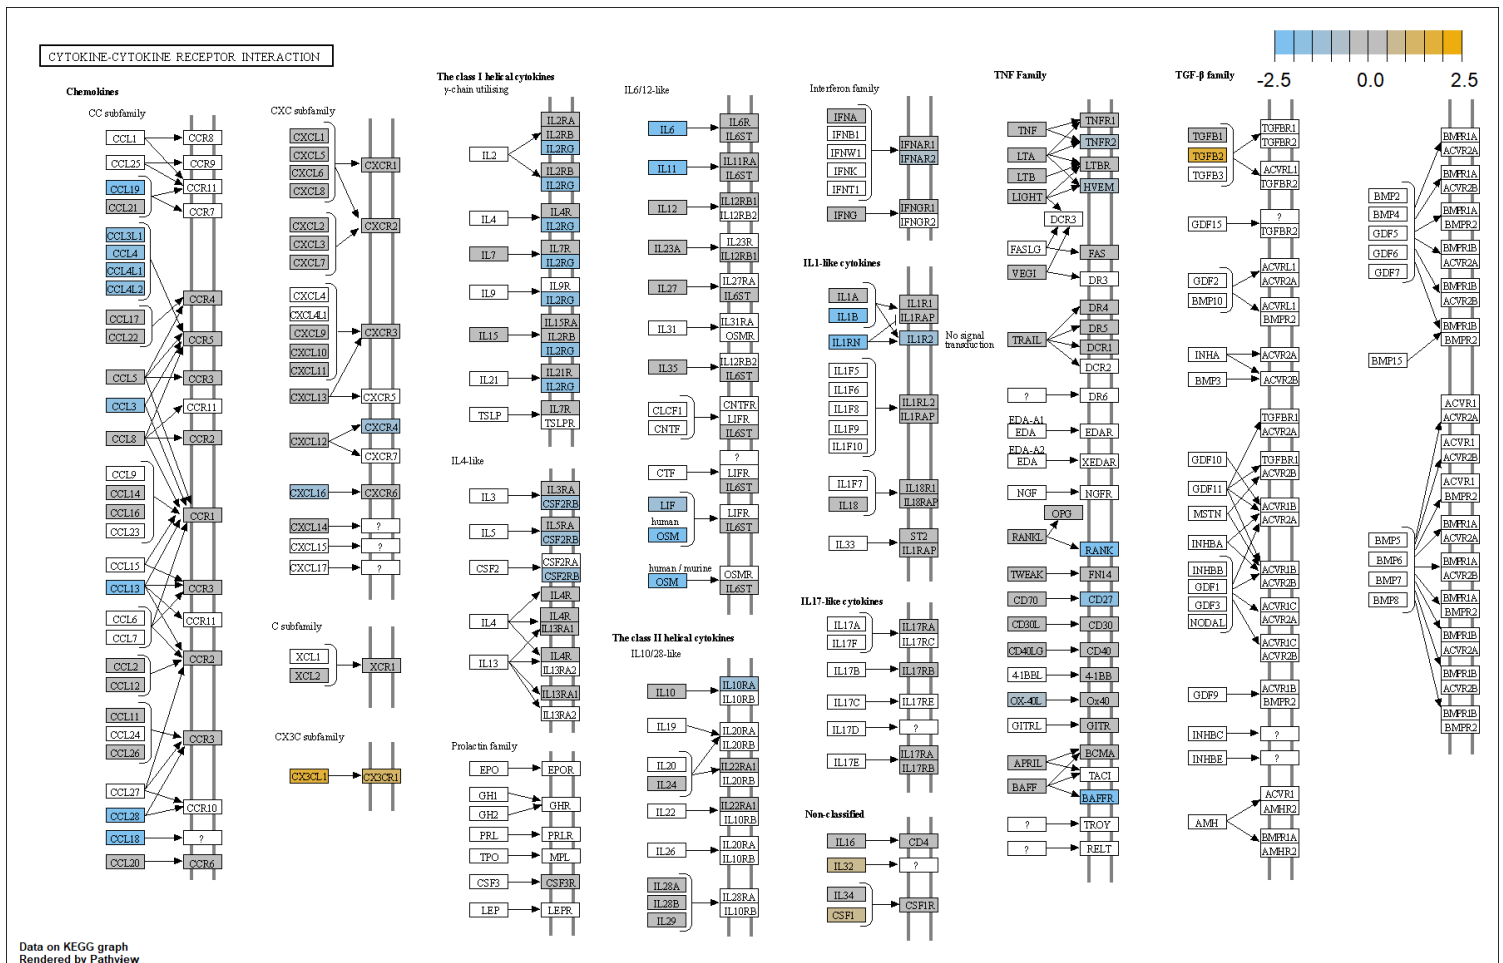 CYTOKINE-CYTOKINE RECEPTOR INTERACTION
-2.5 0.0 2.5
Chemokines
CC subfamily
CCL1 CCR8
CCL25 CCR9
CCL19 CCR11
CCL21 CCR7
CCL3L1
CCL4
CCL4L1
CCL4L2
CCR4
CCL17
CCL22 CCR5
CCL5 CCR3
CCL3 CCR11
CCL8 CCR2
CCL9
CCL14
CCL16 CCR1
CCL23
CCL15
CCL13 CCR3
CCL6 CCR11
CCL7
CCL2 CCR2
CCL12
CCL11
CCL24 CCR3
CCL26
CCL27
CCL28 CCR10
CCL18 ?
CCL20 CCR6
CXC subfamily
CXCL1
CXCL5
CXCL6 CXCR1
CXCL8
CXCL2 CXCR2
CXCL3
CXCL7
CXCL4
CXCL4L1
CXCL9 CXCR3
CXCL10
CXCL11
CXCL13 CXCR5
CXCL12 CXCR4
CXCR7
CXCL16 CXCR6
CXCL14 ?
CXCL15 ?
CXCL17 ?
C subfamily
XCL1
XCL2 XCR1
CX3C subfamily
CX3CL1 CX3CR1
The class I helical cytokines
γ-chain utilising
IL2RA
IL2RB
IL2RG
IL2
IL2RB
IL2RG
IL4 IL4R
IL2RG
IL7 IL7R
IL2RG
IL9 IL9R
IL2RG
IL15 IL15RA
IL2RB
IL2RG
IL21 IL21R
IL2RG
TSLP IL7R
TSLPR
IL4-like
IL3 IL3RA
CSF2RB
IL5 IL5RA
CSF2RB
CSF2 CSF2RA
CSF2RB
IL4R
IL4 IL4R
IL13RA1
IL13 IL4R
IL13RA2
IL13RA1
IL13RA2
Prolactin family
EPO EPOR
GH1 GHR
GH2
PRL PRLR
TPO MPL
CSF3 CSF3R
LEP LEPR
IL6/12-like
IL6 IL6R
IL6ST
IL11 IL11RA
IL6ST
IL12 IL12RB1
IL12RB2
IL23A IL23R
IL12RB1
IL27 IL27RA
IL6ST
IL31 IL31RA
OSMR
IL35 IL12RB2
IL6ST
CLCF1 CNTFR
CNTF LIFR
IL6ST
?
CTF LIFR
IL6ST
LIF LIFR
human
OSM IL6ST
human / murine
OSM OSMR
IL6ST
The class II helical cytokines
IL10/28-like
IL10 IL10RA
IL10RB
IL19 IL20RA
IL20RB
IL20 IL22RA1
IL24 IL20RB
IL22 IL22RA1
IL10RB
IL26 IL20RA
IL10RB
IL28A
IL28B IL28RA
IL29 IL10RB
Interferon family
IFNA
IFNB1
IFNW1
IFNK
IFNT1
IFNAR1
IFNAR2
IFNG IFNGR1
IFNGR2
IL1-like cytokines
IL1A IL1R1
IL1B IL1RAP
IL1RN IL1R2
No signal
transduction
IL1F5
IL1F6
IL1F8
IL1F9
IL1F10
IL1RL2
IL1RAP
IL1F7 IL18R1
IL18 IL18RAP
IL33 ST2
IL1RAP
IL17-like cytokines
IL17A IL17RA
IL17F IL17RC
IL17B IL17RB
IL17C IL17RE
IL17D ?
IL17E IL17RA
IL17RB
Non-classified
IL16 CD4
IL32 ?
IL34
CSF1 CSF1R
TNF Family
TNF TNFR1
TNFR2
LTA LTBR
LTB HVEM
LIGHT
DCR3
FASLG FAS
VEGI DR3
DR4
DR5
TRAIL DCR1
DCR2
? DR6
EDA-A1
EDA EDAR
EDA-A2
EDA XEDAR
NGF NGFR
OPG
RANKL RANK
TWEAK FN14
CD70 CD27
CD30L CD30
CD40LG CD40
4-1BBL 4-1BB
OX-40L Ox40
GITRL GITR
APRIL BCMA
TACI
BAFF BAFFR
? TROY
? RELT
TGF-β family
TGFB1 TGFBR1
TGFBR2
TGFB2
TGFB3 ACVRL1
TGFBR2
GDF15 ?
TGFBR2
GDF2 ACVRL1
ACVR2A
BMP10 ACVRL1
BMPR2
INHA ACVR2A
BMP3 ACVR2B
TGFBR1
ACVR2A
GDF10 TGFBR1
ACVR2B
GDF11
MSTN ACVR1B
ACVR2A
INHBA
INHBB ACVR1B
ACVR2B
GDF1
GDF3 ACVR1C
ACVR2A
NODAL
ACVR1C
ACVR2B
GDF9 ACVR1B
BMPR2
INHBC ?
INHBE ?
AMH ACVR1
AMHR2
BMPR1A
AMHR2
BMP2
BMP4
GDF5
GDF6
GDF7
BMP15
BMPR1A
ACVR2A
BMPR1A
ACVR2B
BMPR1A
BMPR2
BMPR1B
ACVR2A
BMPR1B
ACVR2B
BMPR1B
BMPR2
BMP5
BMP6
BMP7
BMP8
ACVR1
ACVR2A
ACVR1
ACVR2B
ACVR1
BMPR2
BMPR1A
ACVR2A
BMPR1A
ACVR2B
BMPR1A
BMPR2
BMPR1B
ACVR2A
BMPR1B
ACVR2B
BMPR1B
BMPR2
Data on KEGG graph
Rendered by Pathview